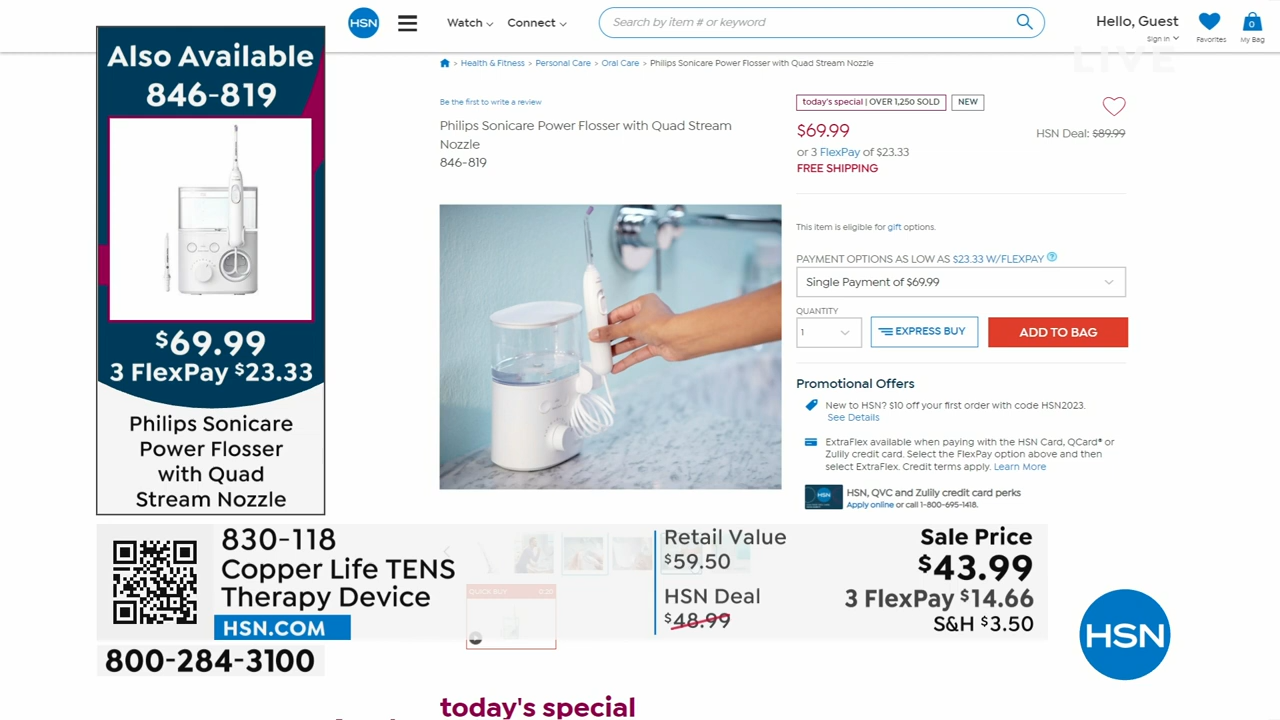 Also Available
846-819
$69.99
3 FlexPay $23.33
Philips Sonicare
Power Flosser
with Quad
Stream Nozzle
HSN
Watch
Connect
Search by item # or keyword
Hello, Guest
Sign In
Favorites
0
My Bag
LIVE
> Health & Fitness > Personal Care > Oral Care > Philips Sonicare Power Flosser with Quad Stream Nozzle
Be the first to write a review
Philips Sonicare Power Flosser with Quad Stream
Nozzle
846-819
today's special | OVER 1,250 SOLD
NEW
$69.99
HSN Deal: $89.99
or 3 FlexPay of $23.33
FREE SHIPPING
This item is eligible for gift options.
PAYMENT OPTIONS AS LOW AS $23.33 W/FLEXPAY ?
Single Payment of $69.99
QUANTITY
1
EXPRESS BUY
ADD TO BAG
Promotional Offers
New to HSN? $10 off your first order with code HSN2023.
See Details
ExtraFlex available when paying with the HSN Card, QCard® or
Zulily credit card. Select the FlexPay option above and then
select ExtraFlex. Credit terms apply. Learn More
HSN
HSN, QVC and Zulily credit card perks
Apply online or call 1-800-695-1418.
830-118
Copper Life TENS
Therapy Device
HSN.COM
800-284-3100
QUICK BUY
Retail Value
$59.50
HSN Deal
$48.99
Sale Price
$43.99
3 FlexPay $14.66
S&H $3.50
HSN
today's special